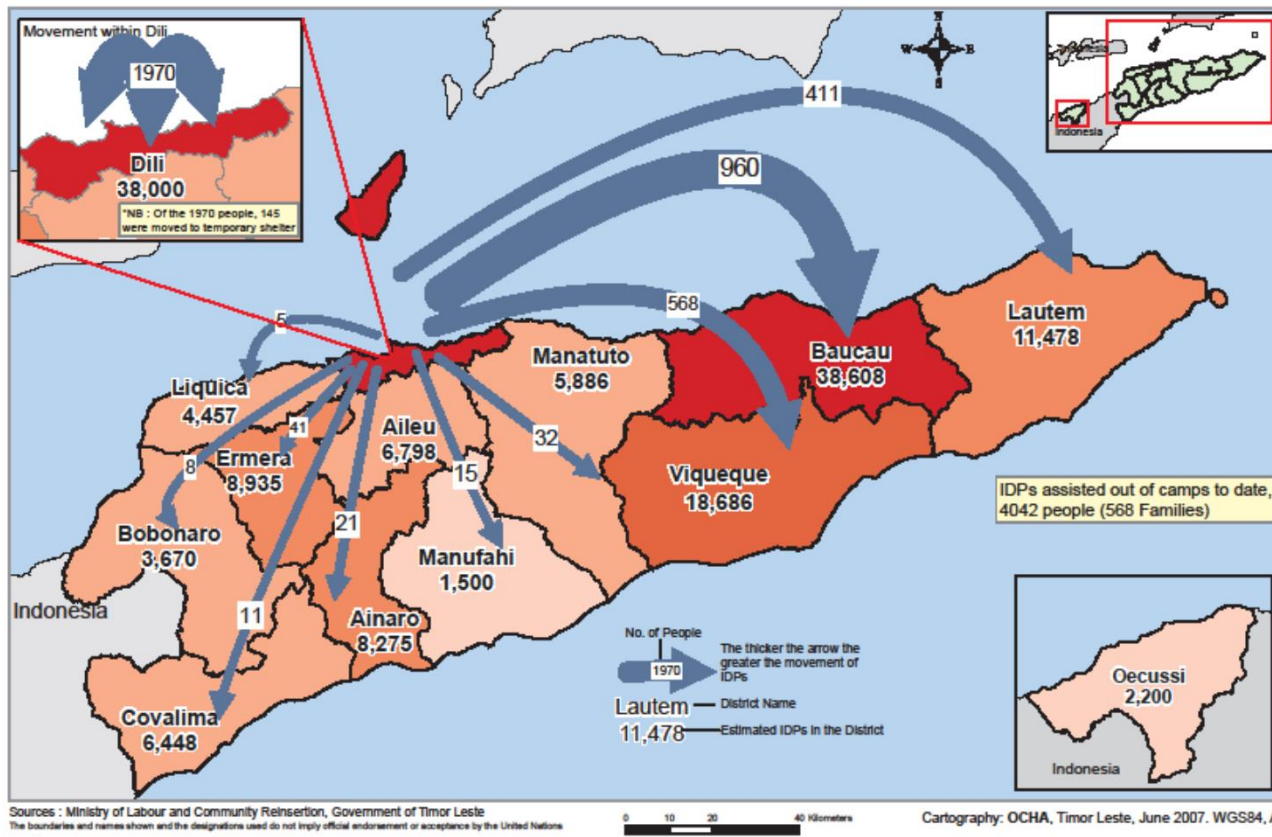 Movement within Dili
1970
Dili
38,000
*NB : Of the 1970 people, 145
were moved to temporary shelter
N
W
E
S
Indonesia
Indonesia
411
960
568
5
Lautem
11,478
Baucau
38,608
Manatuto
5,886
Liquica
4,457
Aileu
6,798
41
Ermera
8,935
8
32
15
Viqueque
18,686
21
Bobonaro
3,670
Manufahi
1,500
IDPs assisted out of camps to date,
4042 people (568 Families)
Indonesia
11
Ainaro
8,275
Covalima
6,448
No. of People
1970
The thicker the arrow the
greater the movement of
IDPs
Lautem
District Name
11,478
Estimated IDPs in the District
Oecussi
2,200
Indonesia
Sources : Ministry of Labour and Community Reinsertion, Government of Timor Leste
The boundaries and names shown and the designations used do not imply official endorsement or acceptance by the United Nations
0 10 20 40 Kilometers
Cartography: OCHA, Timor Leste, June 2007. WGS84, A